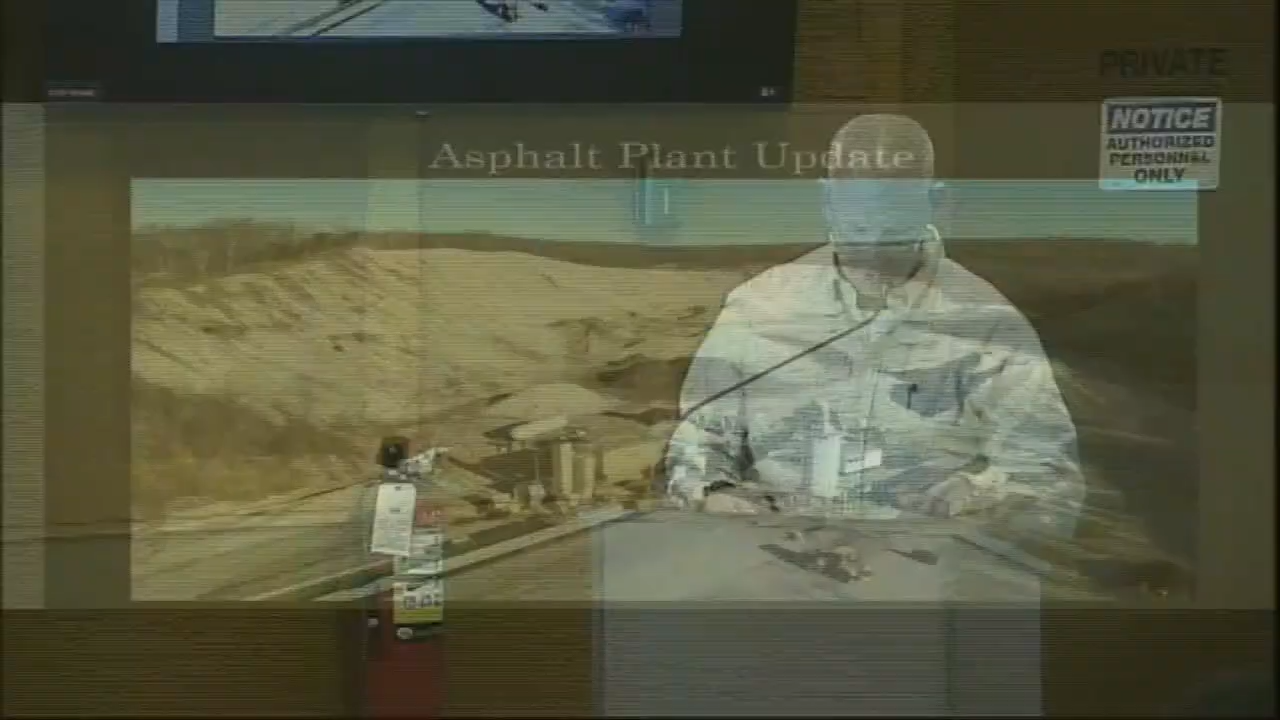 PRIVATE
NOTICE
AUTHORIZED
PERSONNEL
ONLY
Asphalt Plant Update